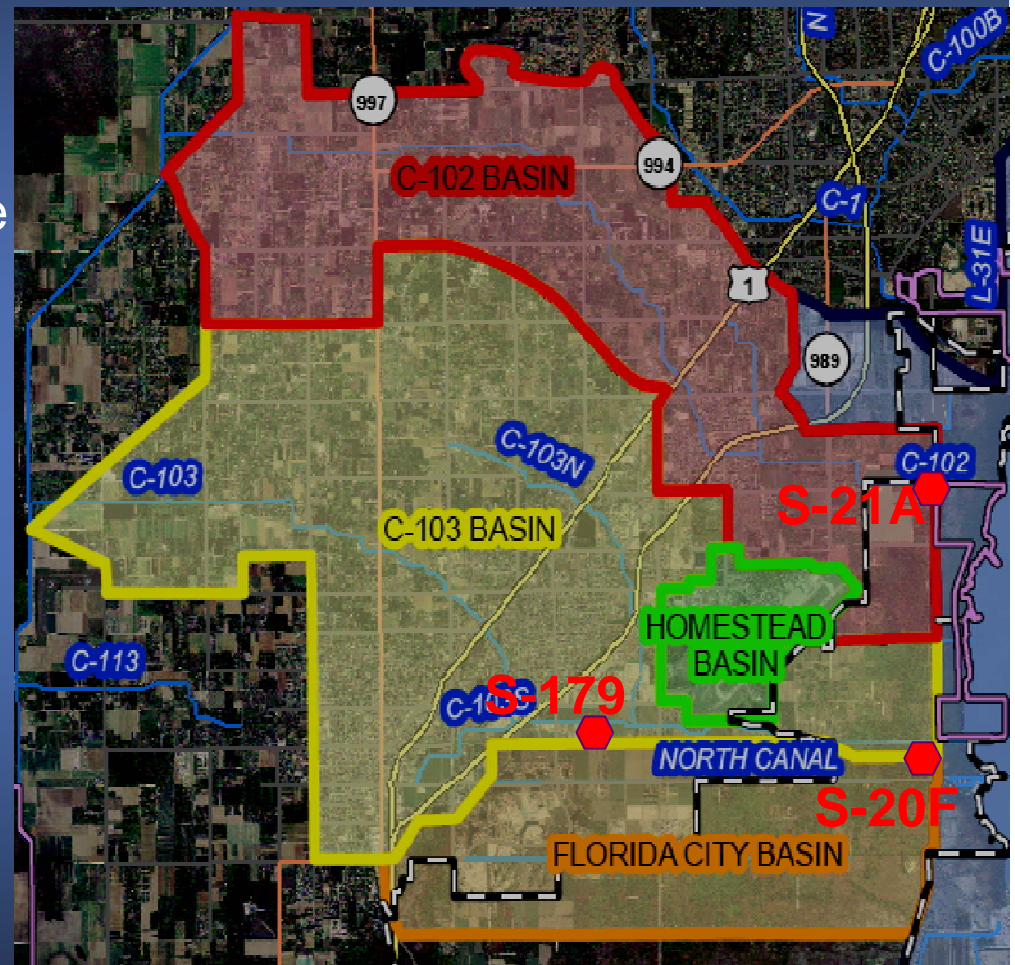 N
C-100B
997
994
C-102 BASIN
C-1
e
L-31E
1
989
C-103N
C-102
C-103
S-21A
C-103 BASIN
HOMESTEAD
BASIN
C-113
S-179
NORTH CANAL
S-20F
FLORIDA CITY BASIN